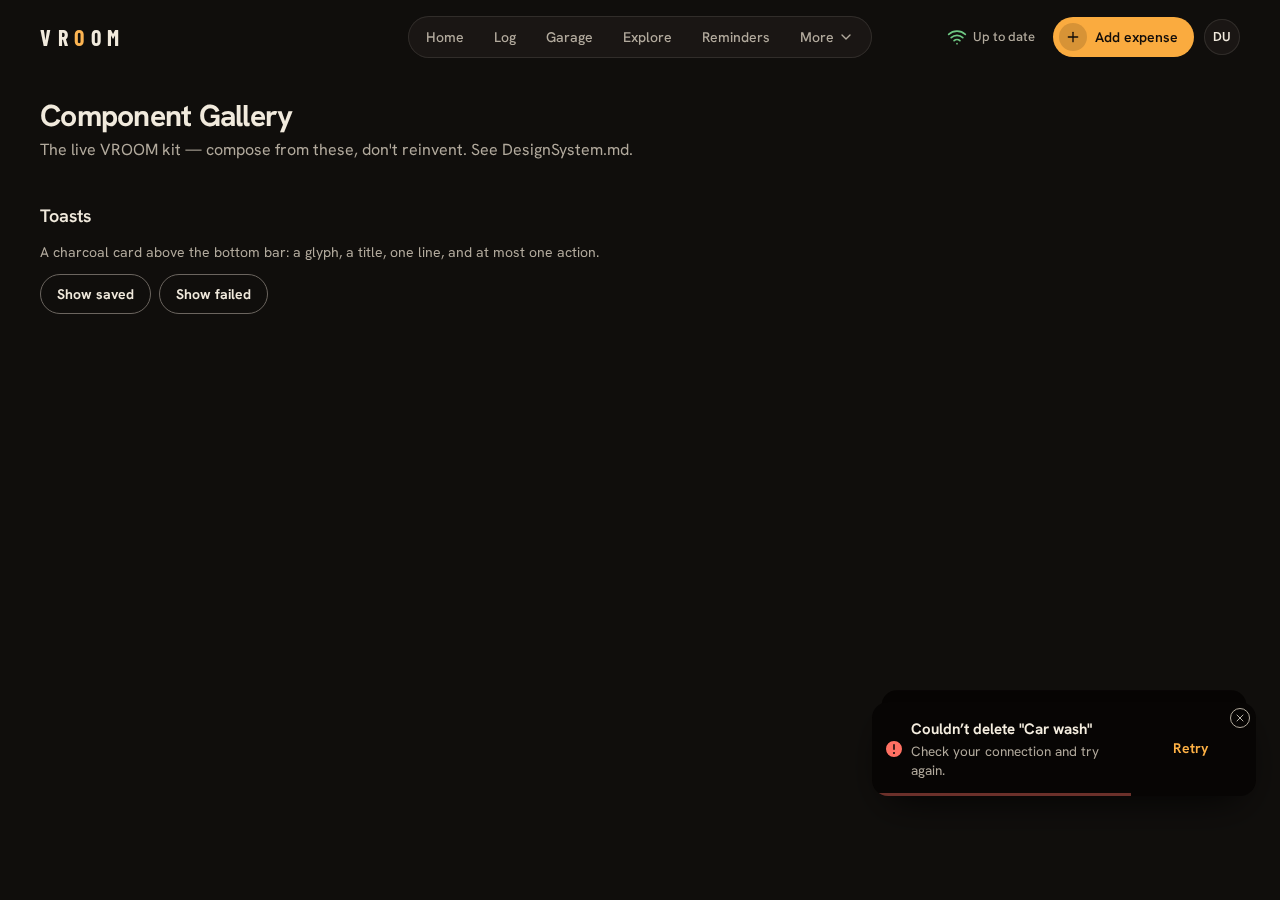 VROOM
Home Log Garage Explore Reminders More
Up to date
Add expense
DU
Component Gallery
The live VROOM kit — compose from these, don't reinvent. See DesignSystem.md.
Toasts
A charcoal card above the bottom bar: a glyph, a title, one line, and at most one action.
Show saved Show failed
Couldn’t delete "Car wash"
Check your connection and try
again.
Retry